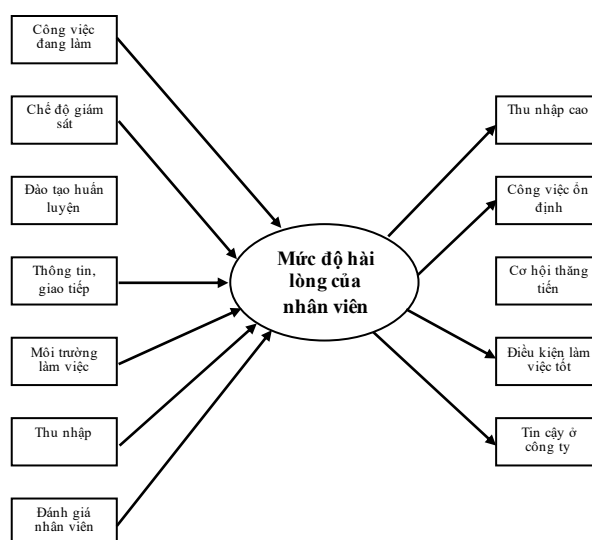 Công việc
đang làm
Chế độ giám
sát
Đào tạo huấn
luyện
Thông tin,
giao tiếp
Môi trường
làm việc
Thu nhập
Đánh giá
nhân viên
Mức độ hài
lòng của
nhân viên
Thu nhập cao
Công việc ổn
định
Cơ hội thăng
tiến
Điều kiện làm
việc tốt
Tin cậy ở
công ty